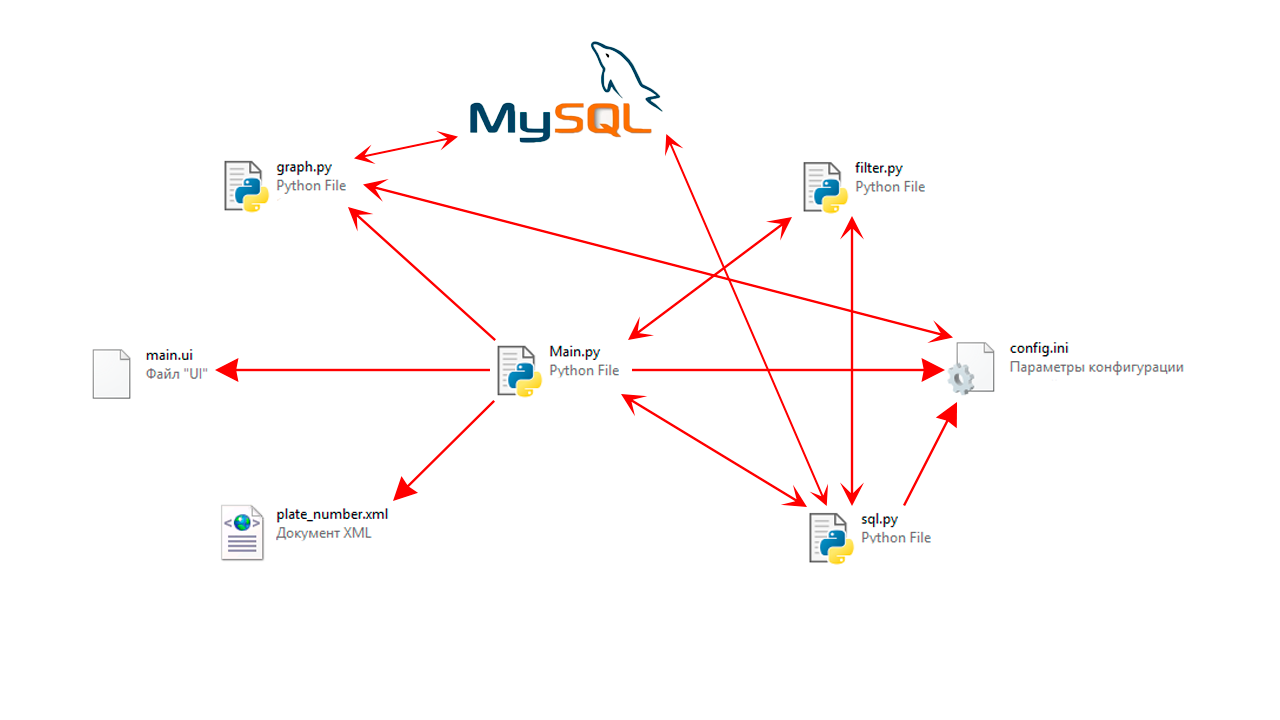 MySQL
graph.py
Python File
filter.py
Python File
main.ui
Файл "UI"
Main.py
Python File
config.ini
Параметры конфигурации
plate_number.xml
Документ XML
sql.py
Python File